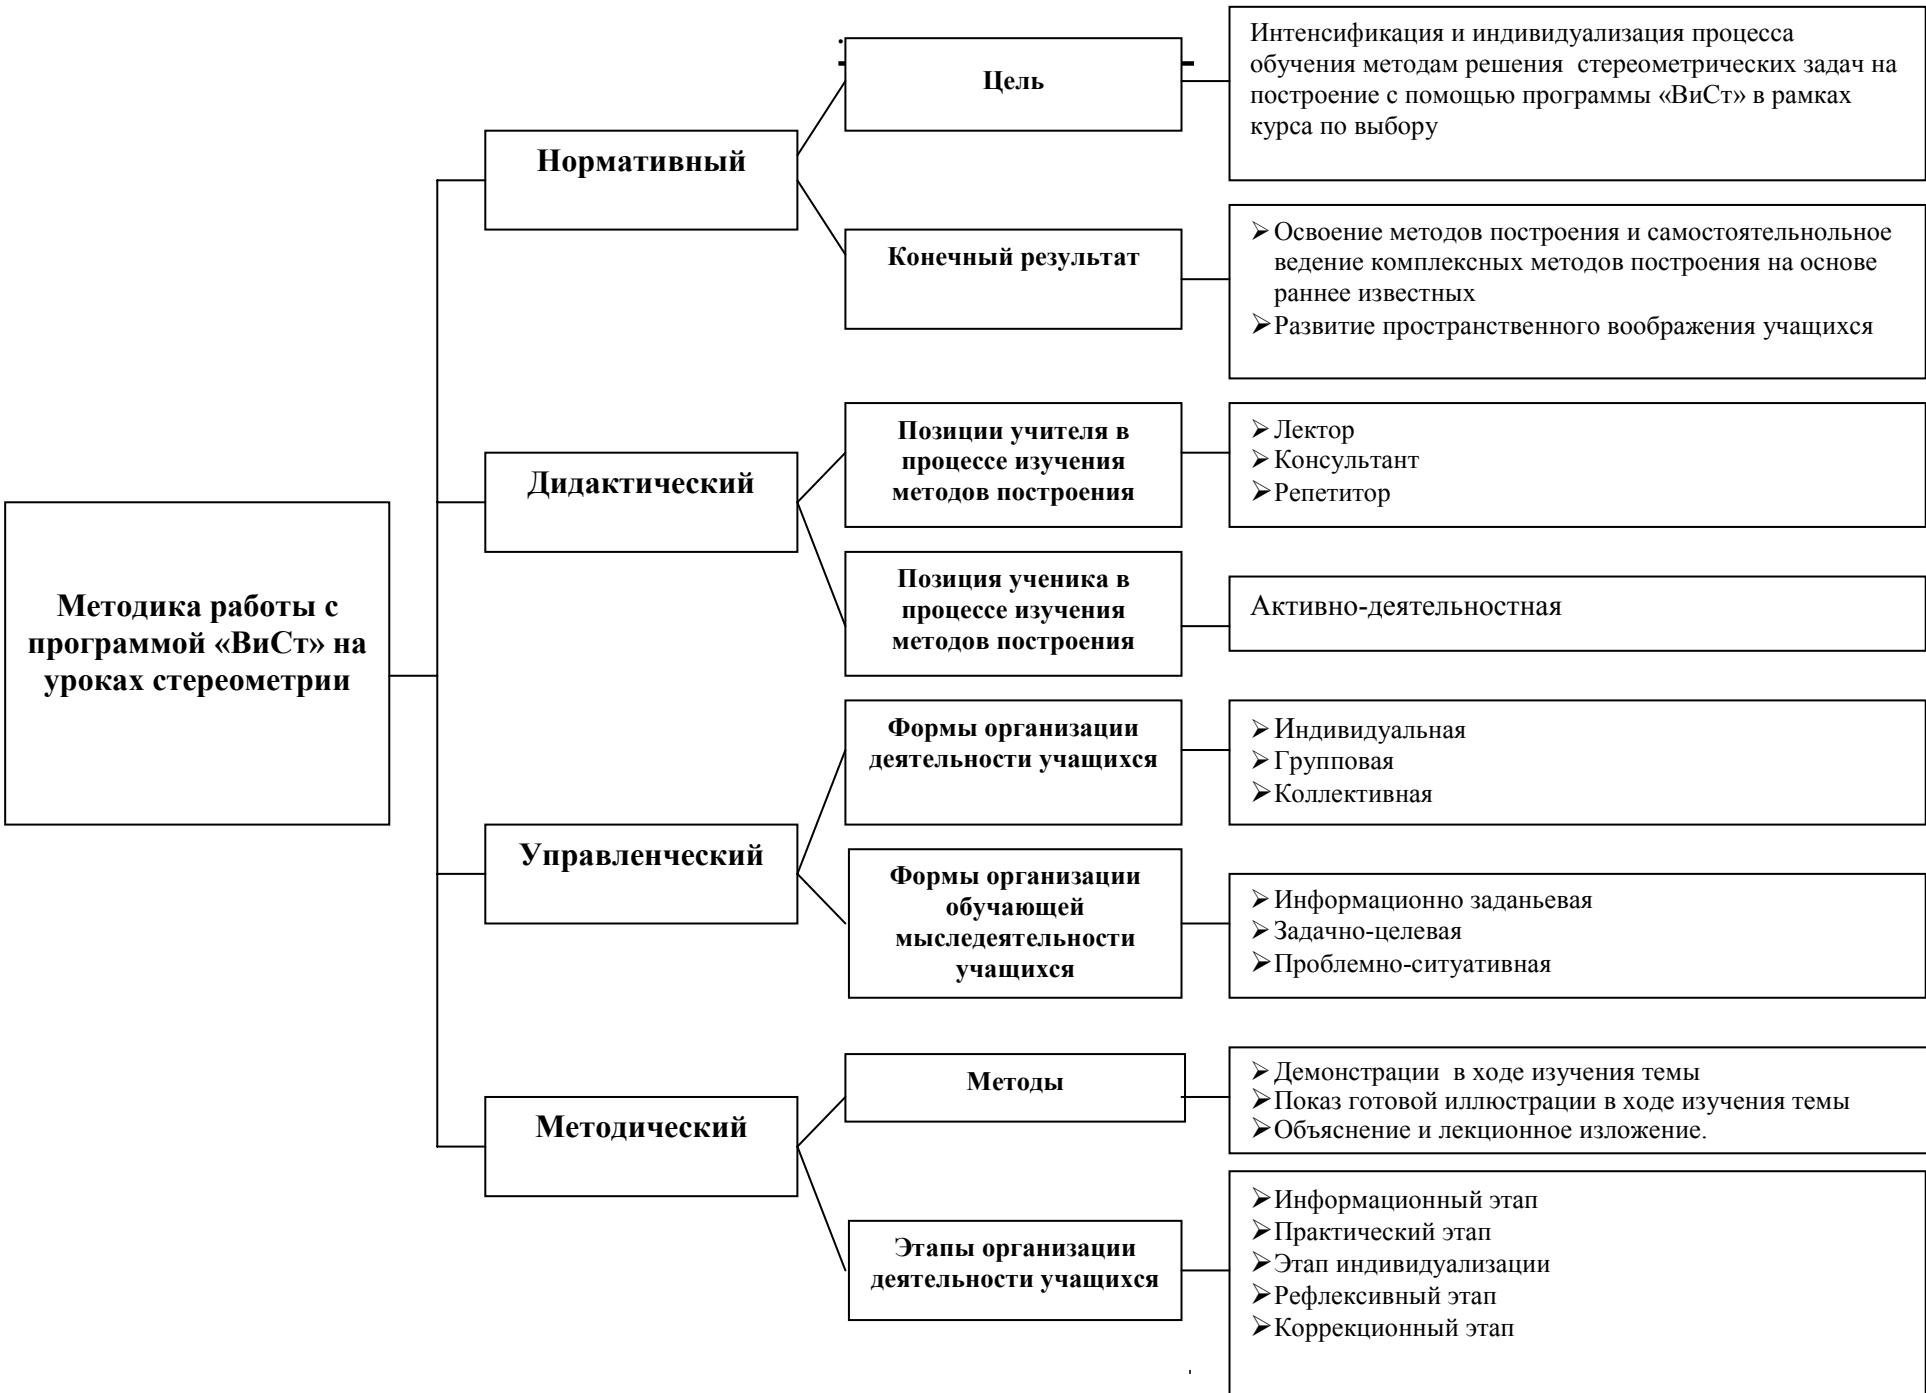 Методика работы с
программой «ВиСт» на
уроках стереометрии
Нормативный
Цель
Интенсификация и индивидуализация процесса
обучения методам решения стереометрических задач на
построение с помощью программы «ВиСт» в рамках
курса по выбору
Конечный результат
➢Освоение методов построения и самостоятельнольное
ведение комплексных методов построения на основе
раннее известных
➢Развитие пространственного воображения учащихся
Дидактический
Позиции учителя в
процессе изучения
методов построения
➢Лектор
➢Консультант
➢Репетитор
Позиция ученика в
процессе изучения
методов построения
Активно-деятельностная
Управленческий
Формы организации
деятельности учащихся
➢Индивидуальная
➢Групповая
➢Коллективная
Формы организации
обучающей
мыследеятельности
учащихся
➢Информационно заданьевая
➢Задачно-целевая
➢Проблемно-ситуативная
Методический
Методы
➢Демонстрации в ходе изучения темы
➢Показ готовой иллюстрации в ходе изучения темы
➢Объяснение и лекционное изложение.
Этапы организации
деятельности учащихся
➢Информационный этап
➢Практический этап
➢Этап индивидуализации
➢Рефлексивный этап
➢Коррекционный этап